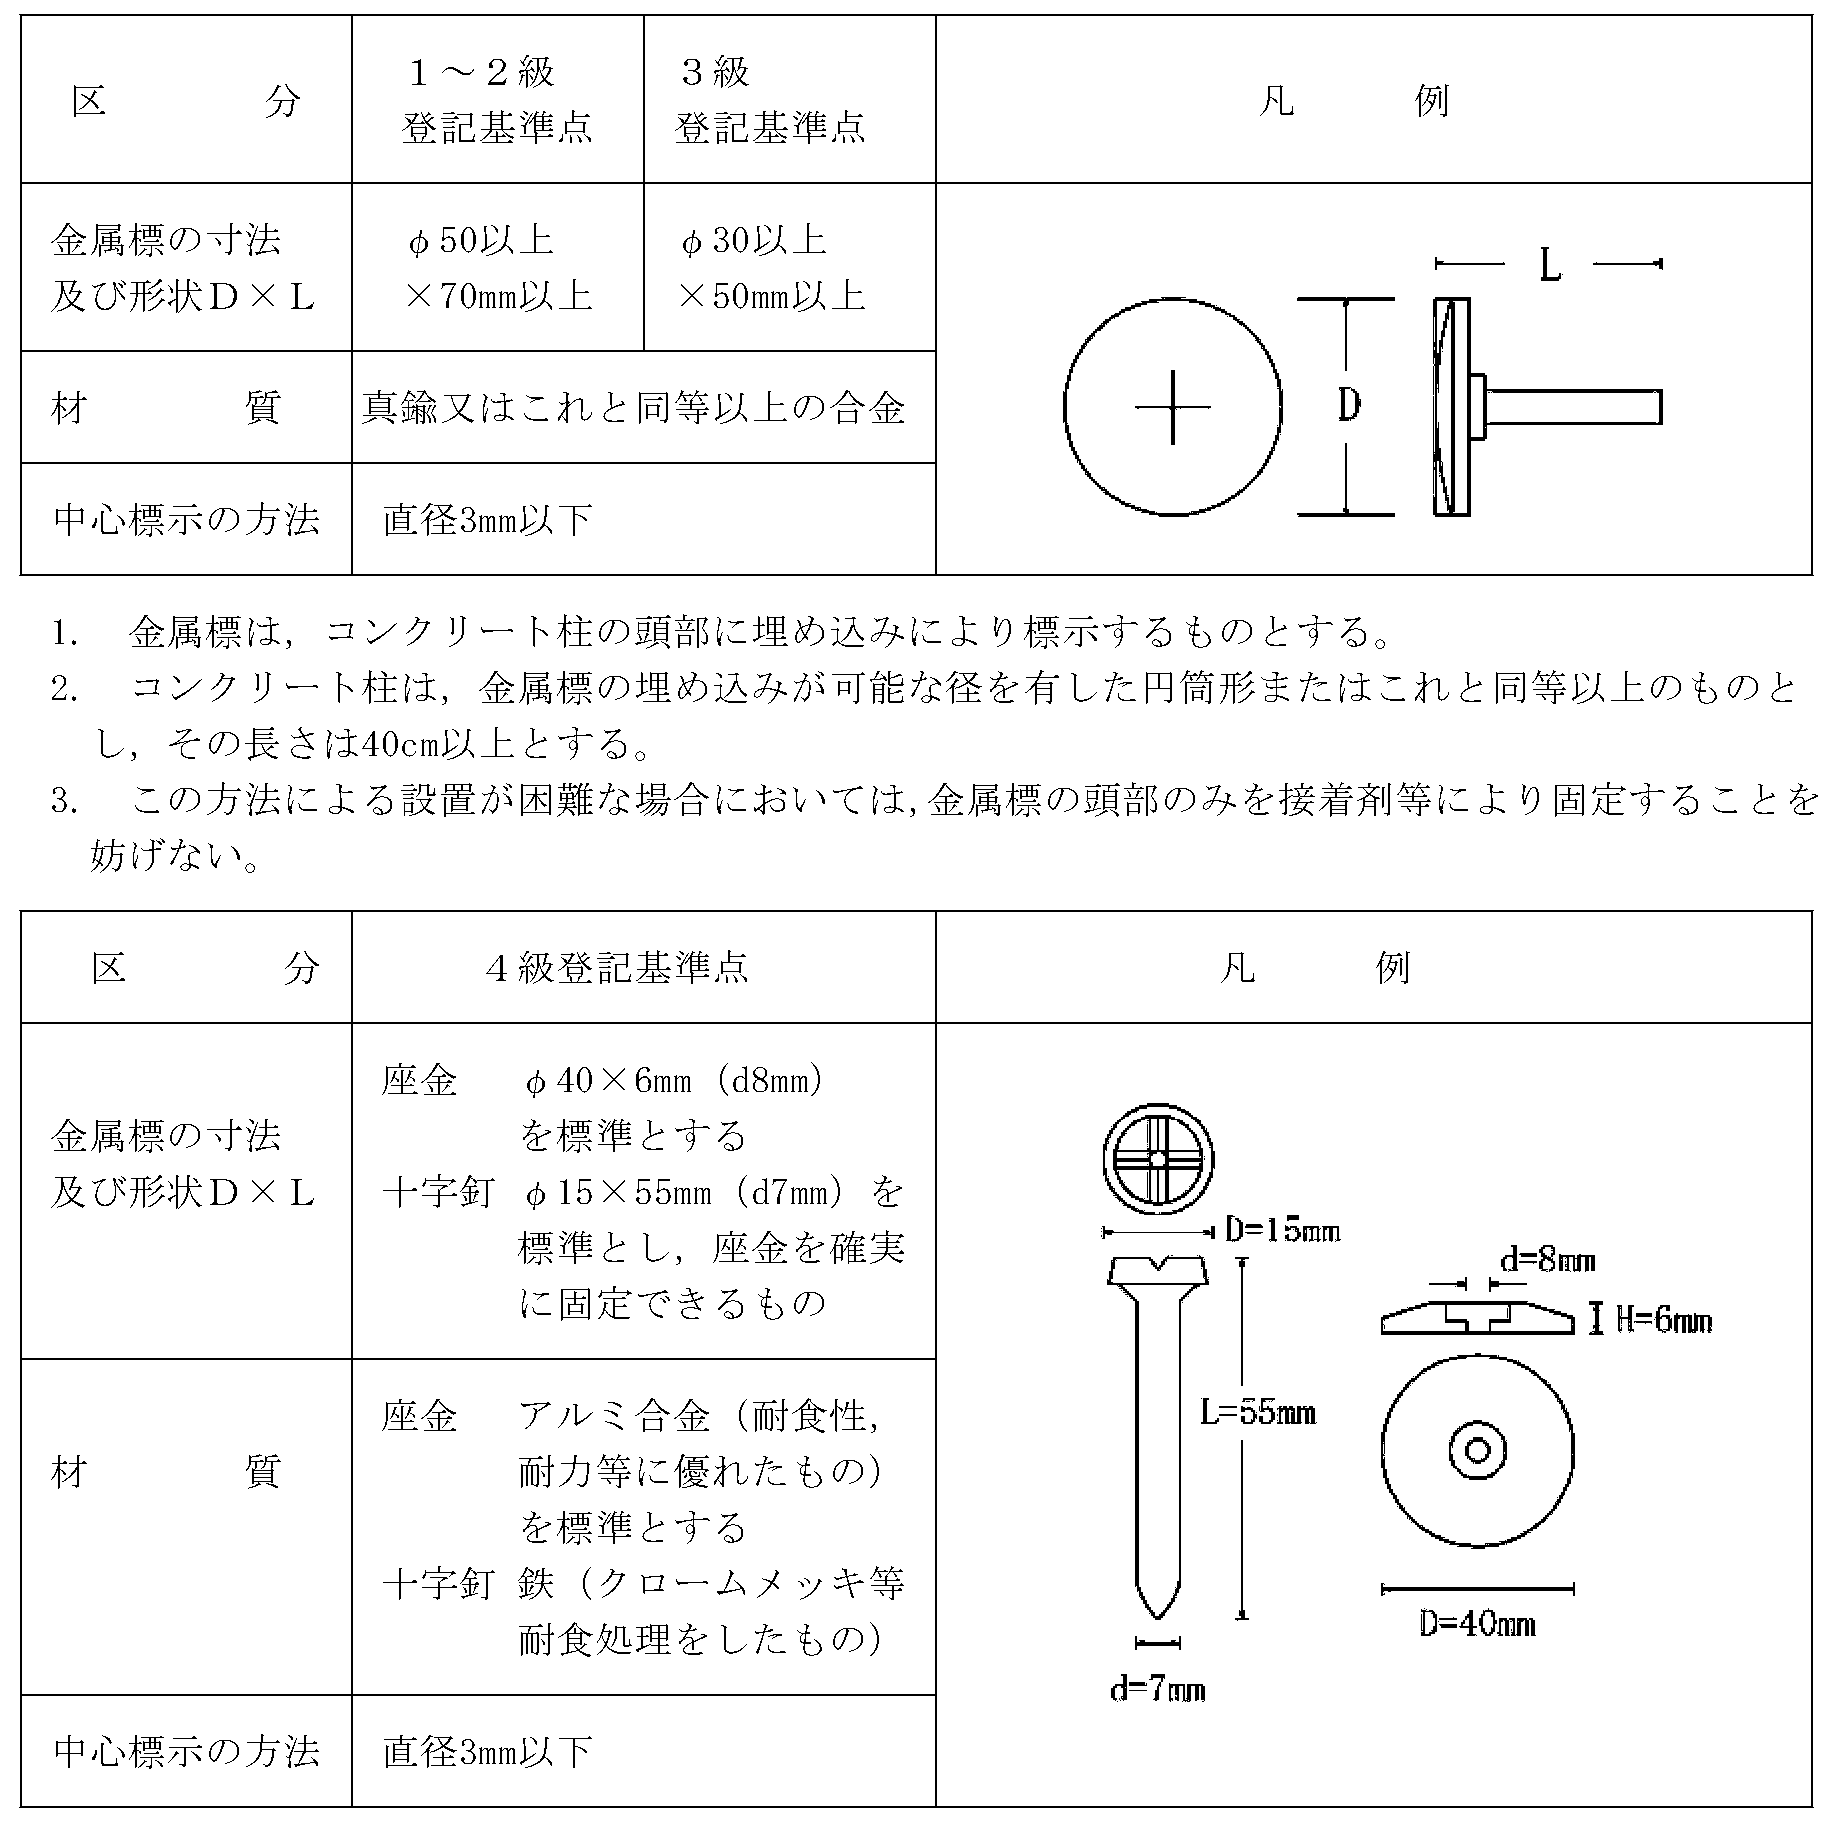 区　　　　分
１～２級
登記基準点
３級
登記基準点
凡　　　例
金属標の寸法
及び形状Ｄ×Ｌ
φ50以上
×70mm以上
φ30以上
×50mm以上
材　　　　質
真鍮又はこれと同等以上の合金
中心標示の方法
直径3mm以下
L
D
1.　金属標は，コンクリート柱の頭部に埋め込みにより標示するものとする。
2.　コンクリート柱は，金属標の埋め込みが可能な径を有した円筒形またはこれと同等以上のものと
し，その長さは40cm以上とする。
3.　この方法による設置が困難な場合においては，金属標の頭部のみを接着剤等により固定することを
妨げない。
区　　　　分
４級登記基準点
凡　　　例
金属標の寸法
及び形状Ｄ×Ｌ
座金　φ40×6mm（d8mm）
を標準とする
十字釘 φ15×55mm（d7mm）を
標準とし，座金を確実
に固定できるもの
材　　　　質
座金　アルミ合金（耐食性，
耐力等に優れたもの）
を標準とする
十字釘 鉄（クロームメッキ等
耐食処理をしたもの）
中心標示の方法
直径3mm以下
D=15mm
d=8mm
H=6mm
L=55mm
D=40mm
d=7mm